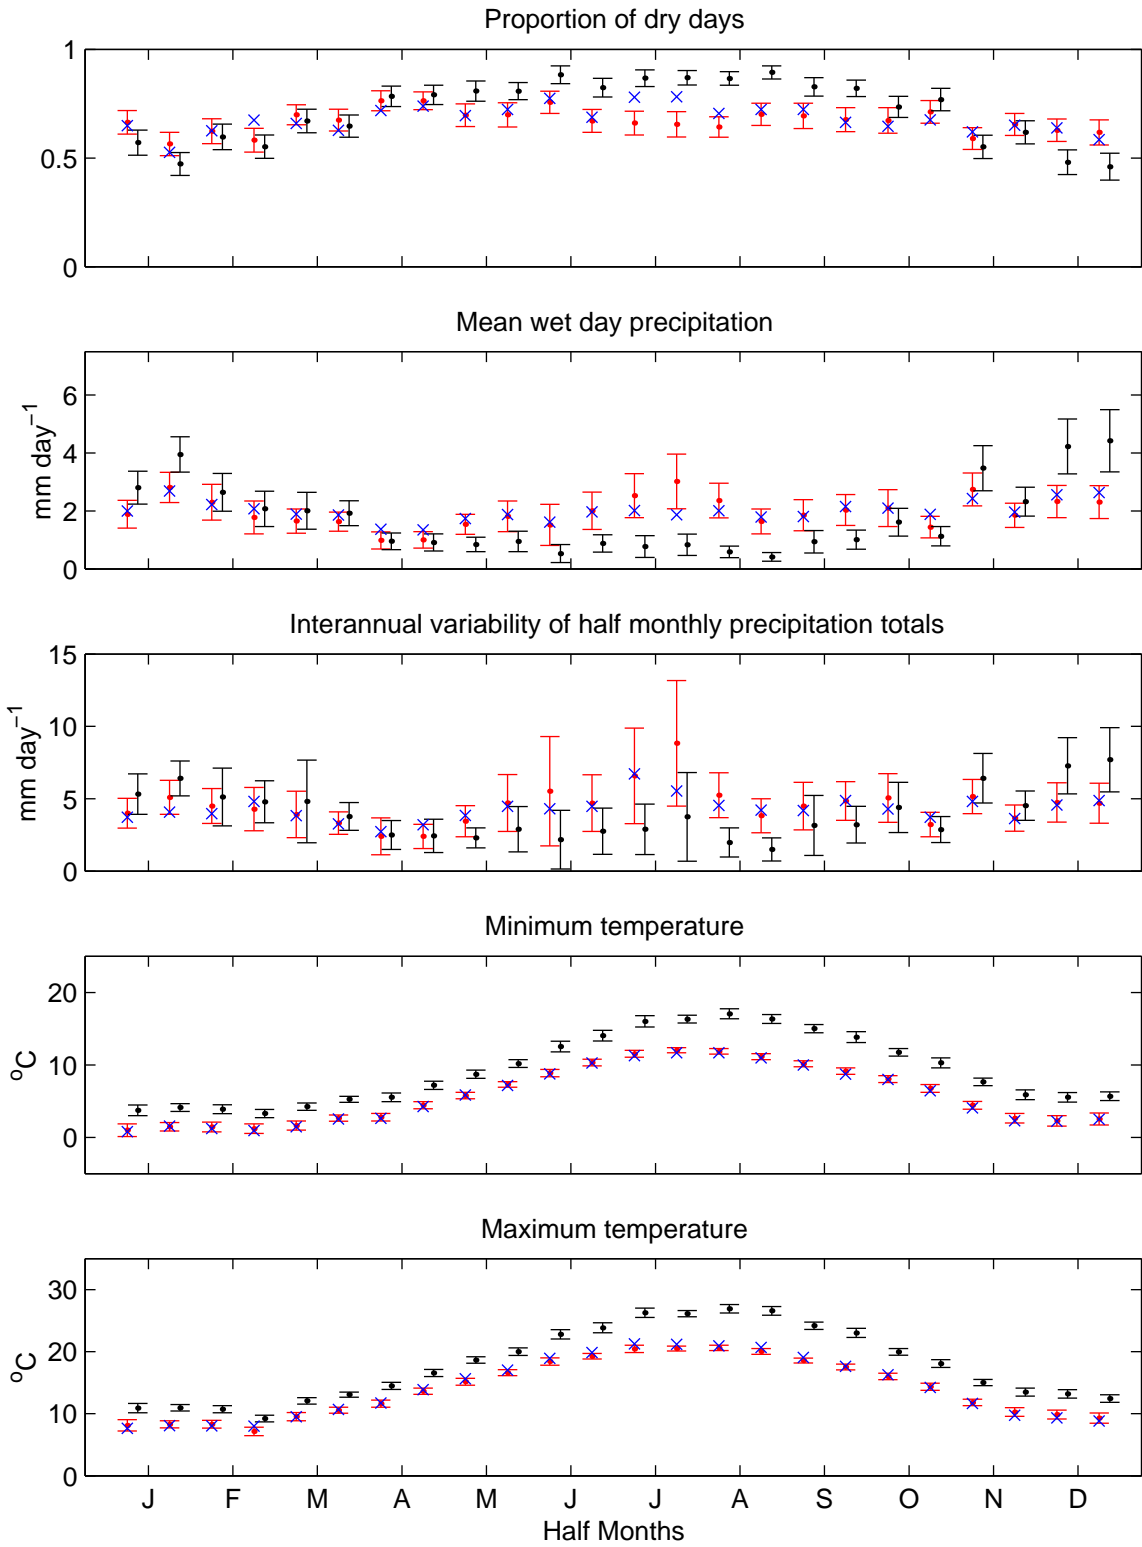 Proportion of dry days
1
0.5
0
Mean wet day precipitation
mm day⁻¹
6
4
2
0
Interannual variability of half monthly precipitation totals
mm day⁻¹
15
10
5
0
Minimum temperature
ºC
20
10
0
Maximum temperature
ºC
30
20
10
0
J F M A M J J A S O N D
Half Months